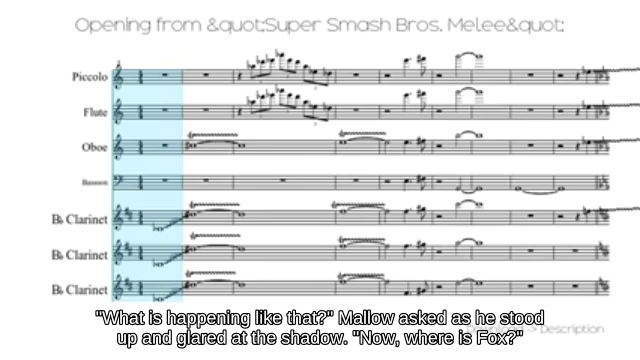 Opening from &quot;Super Smash Bros. Melee&quot;
Piccolo
Flute
Oboe
Bassoon
B♭ Clarinet
B♭ Clarinet
B♭ Clarinet
"What is happening like that?" Mallow asked as he stood
up and glared at the shadow. "Now, where is Fox?"
-> Description